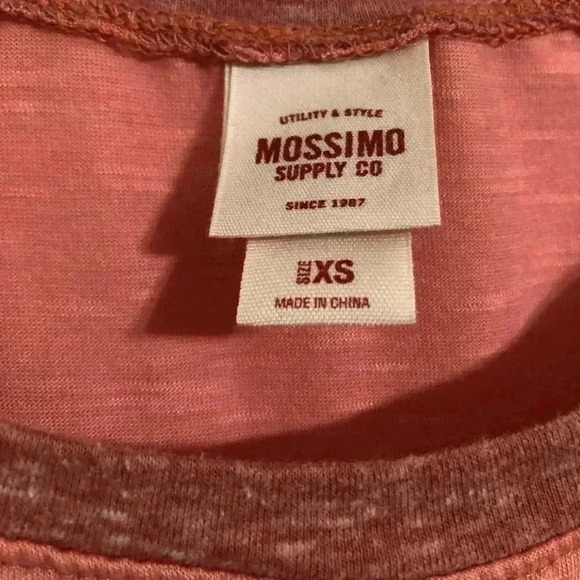 UTILITY & STYLE
MOSSIMO
SUPPLY CO
SINCE 1987
SIZE XS
MADE IN CHINA